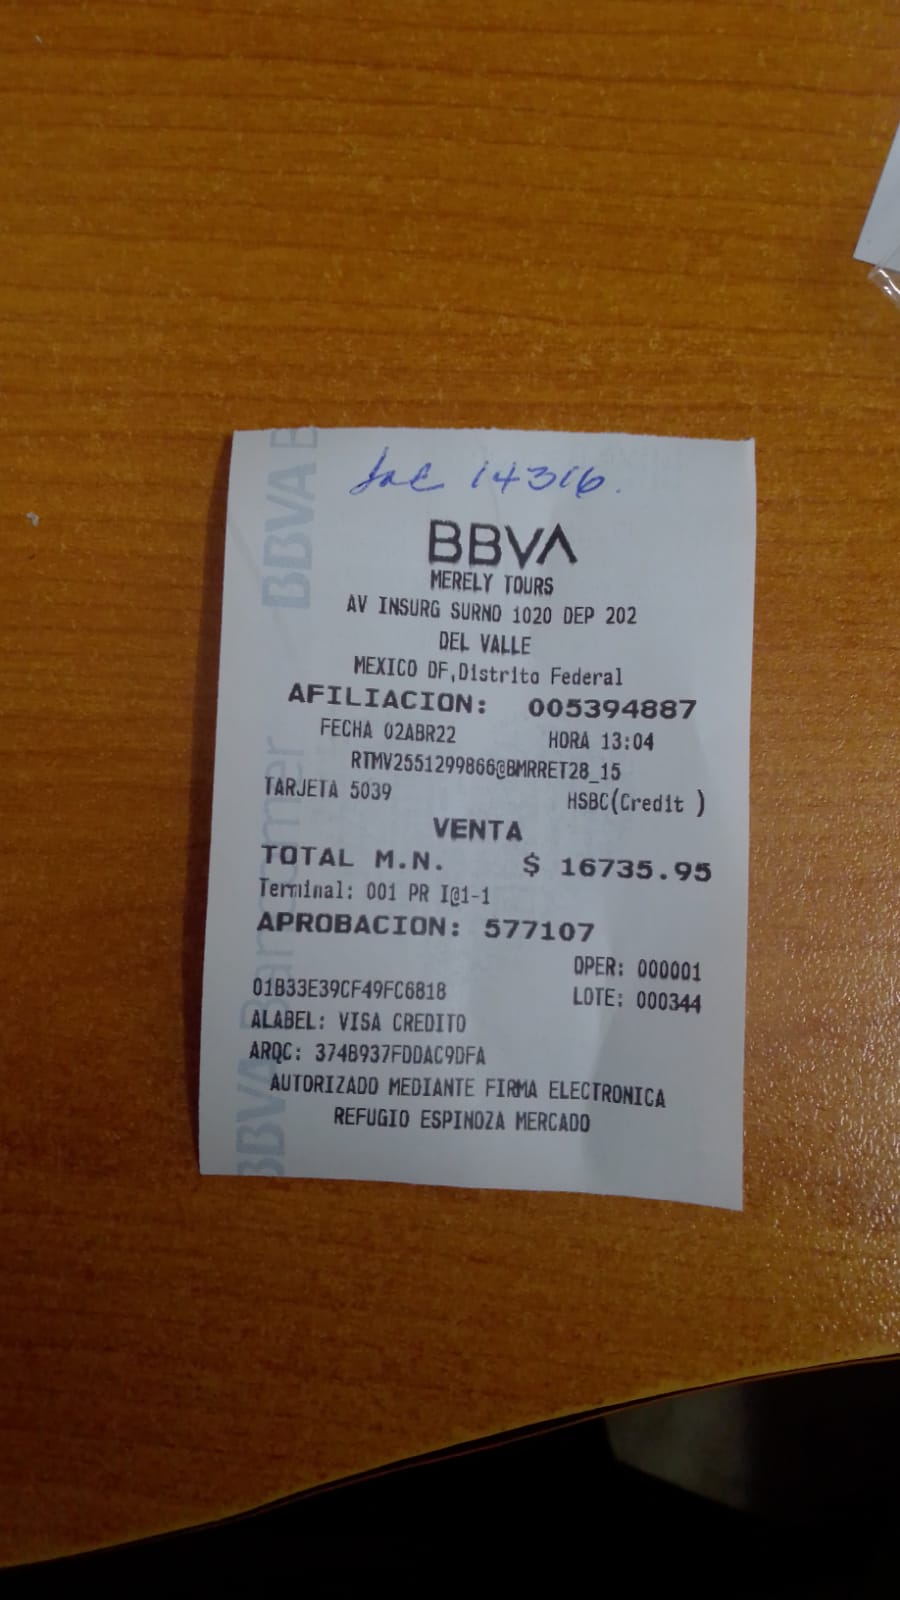 fac 14316.
BBVA
MERELY TOURS
AV INSURG SURNO 1020 DEP 202
DEL VALLE
MEXICO DF,Distrito Federal
AFILIACION: 005394887
FECHA 02ABR22 HORA 13:04
RTMV2551299866@BMRRET28_15
TARJETA 5039 HSBC(Credit )
VENTA
TOTAL M.N. $ 16735.95
Terminal: 001 PR I@1-1
APROBACION: 577107
OPER: 000001
01B33E39CF49FC6818 LOTE: 000344
ALABEL: VISA CREDITO
ARQC: 374B937FDDAC9DFA
AUTORIZADO MEDIANTE FIRMA ELECTRONICA
REFUGIO ESPINOZA MERCADO
BBVA Bancomer BBVA B